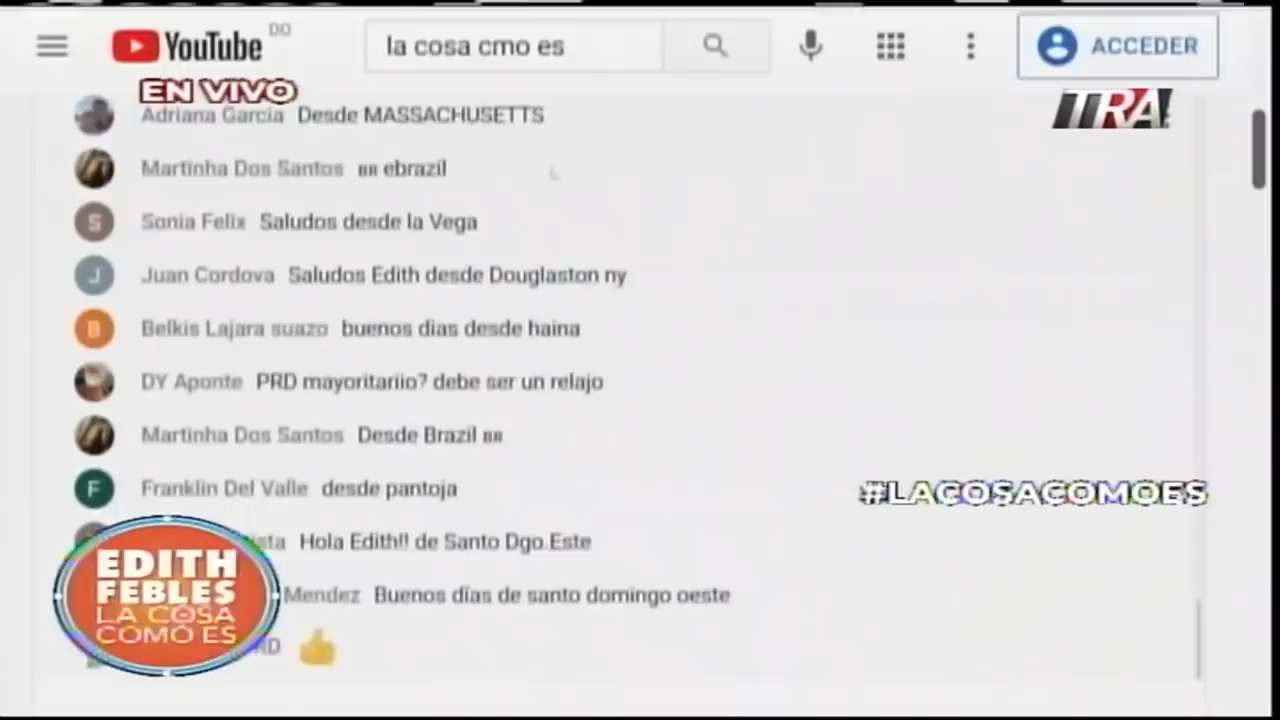 YouTube DO
la cosa cmo es
ACCEDER
EN VIVO
TRA!
Adriana Garcia Desde MASSACHUSETTS
Martinha Dos Santos BR ebrazil
Sonia Felix Saludos desde la Vega
Juan Cordova Saludos Edith desde Douglaston ny
Belkis Lajara suazo buenos dias desde haina
DY Aponte PRD mayoritariio? debe ser un relajo
Martinha Dos Santos Desde Brazil BR
Franklin Del Valle desde pantoja
#LACOSACOMOES
Hola Edith!! de Santo Dgo.Este
Mendez Buenos días de santo domingo oeste
EDITH
FEBLES
LA COSA
COMO ES